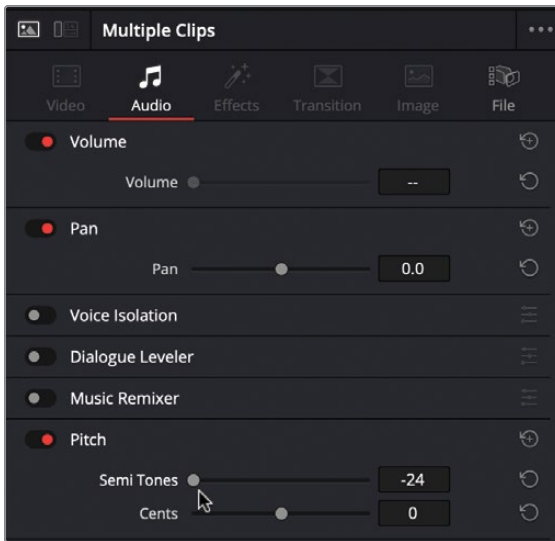 Multiple Clips
Video Audio Effects Transition Image File
Volume
Volume --
Pan
Pan 0.0
Voice Isolation
Dialogue Leveler
Music Remixer
Pitch
Semi Tones -24
Cents 0